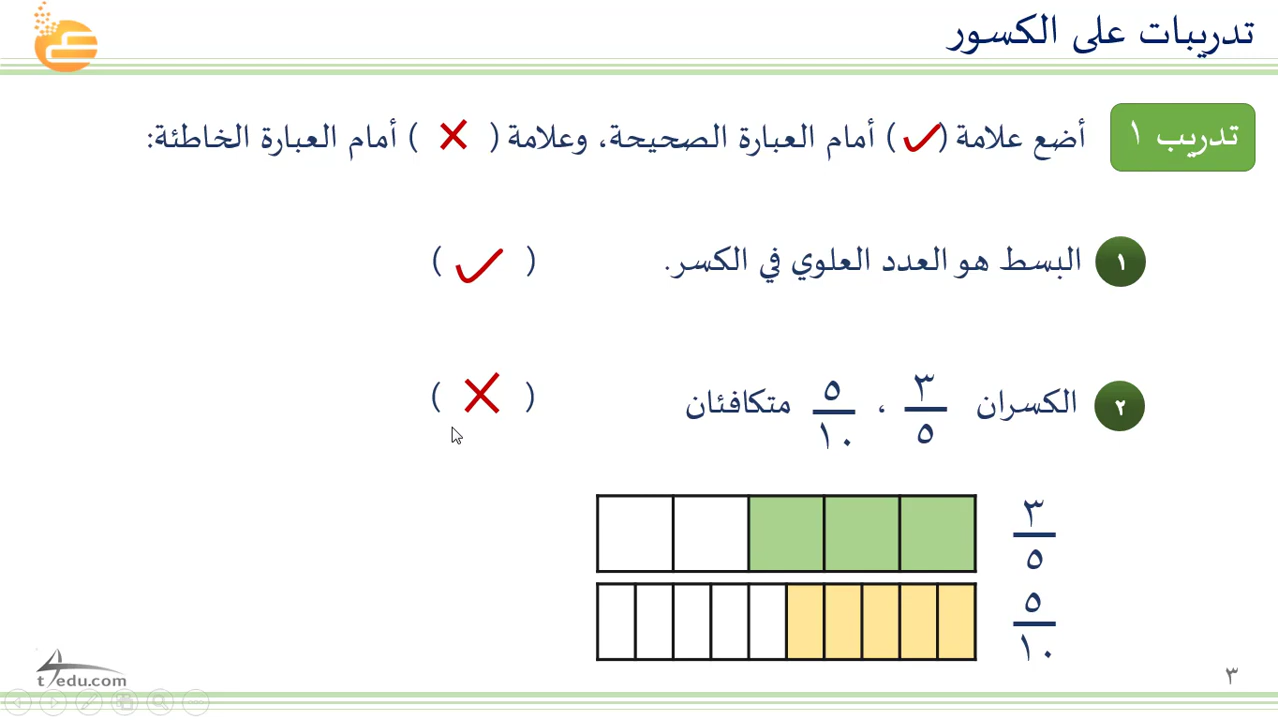 تدريبات على الكسور
تدريب ١
أضع علامة (✓) أمام العبارة الصحيحة، وعلامة (✗) أمام العبارة الخاطئة:
١ البسط هو العدد العلوي في الكسر. (✓)
٢ الكسران ٣/٥ ، ٥/١٠ متكافئان (✗)
٣/٥
٥/١٠
t4edu.com
٣